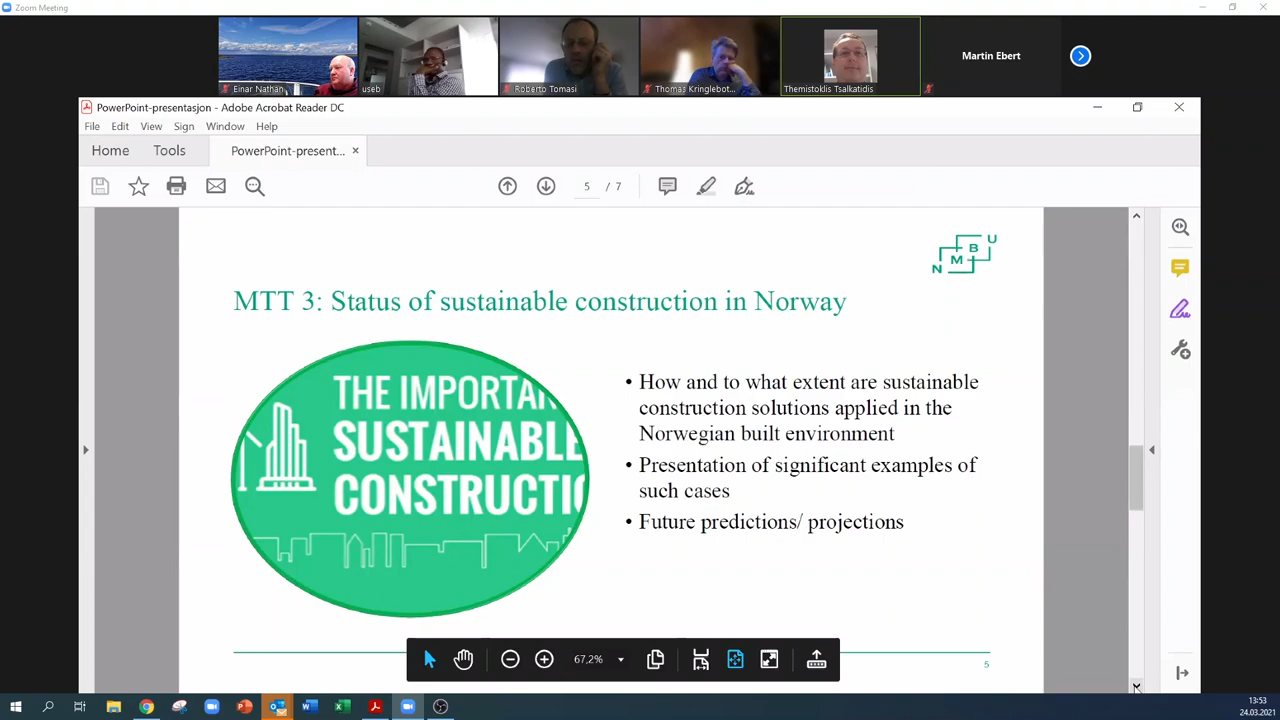 Zoom Meeting
Einar Nathan
useb
Roberto Tomasi
Thomas Kringlebot...
Themistoklis Tsalkatidis
Martin Ebert
PowerPoint-presentasjon - Adobe Acrobat Reader DC
File Edit View Sign Window Help
Home Tools PowerPoint-present...
5 / 7
N M B U
MTT 3: Status of sustainable construction in Norway
THE IMPORTAN
SUSTAINABLE
CONSTRUCTIO
• How and to what extent are sustainable
construction solutions applied in the
Norwegian built environment
• Presentation of significant examples of
such cases
• Future predictions/ projections
67,2%
5
13:53
24.03.2021